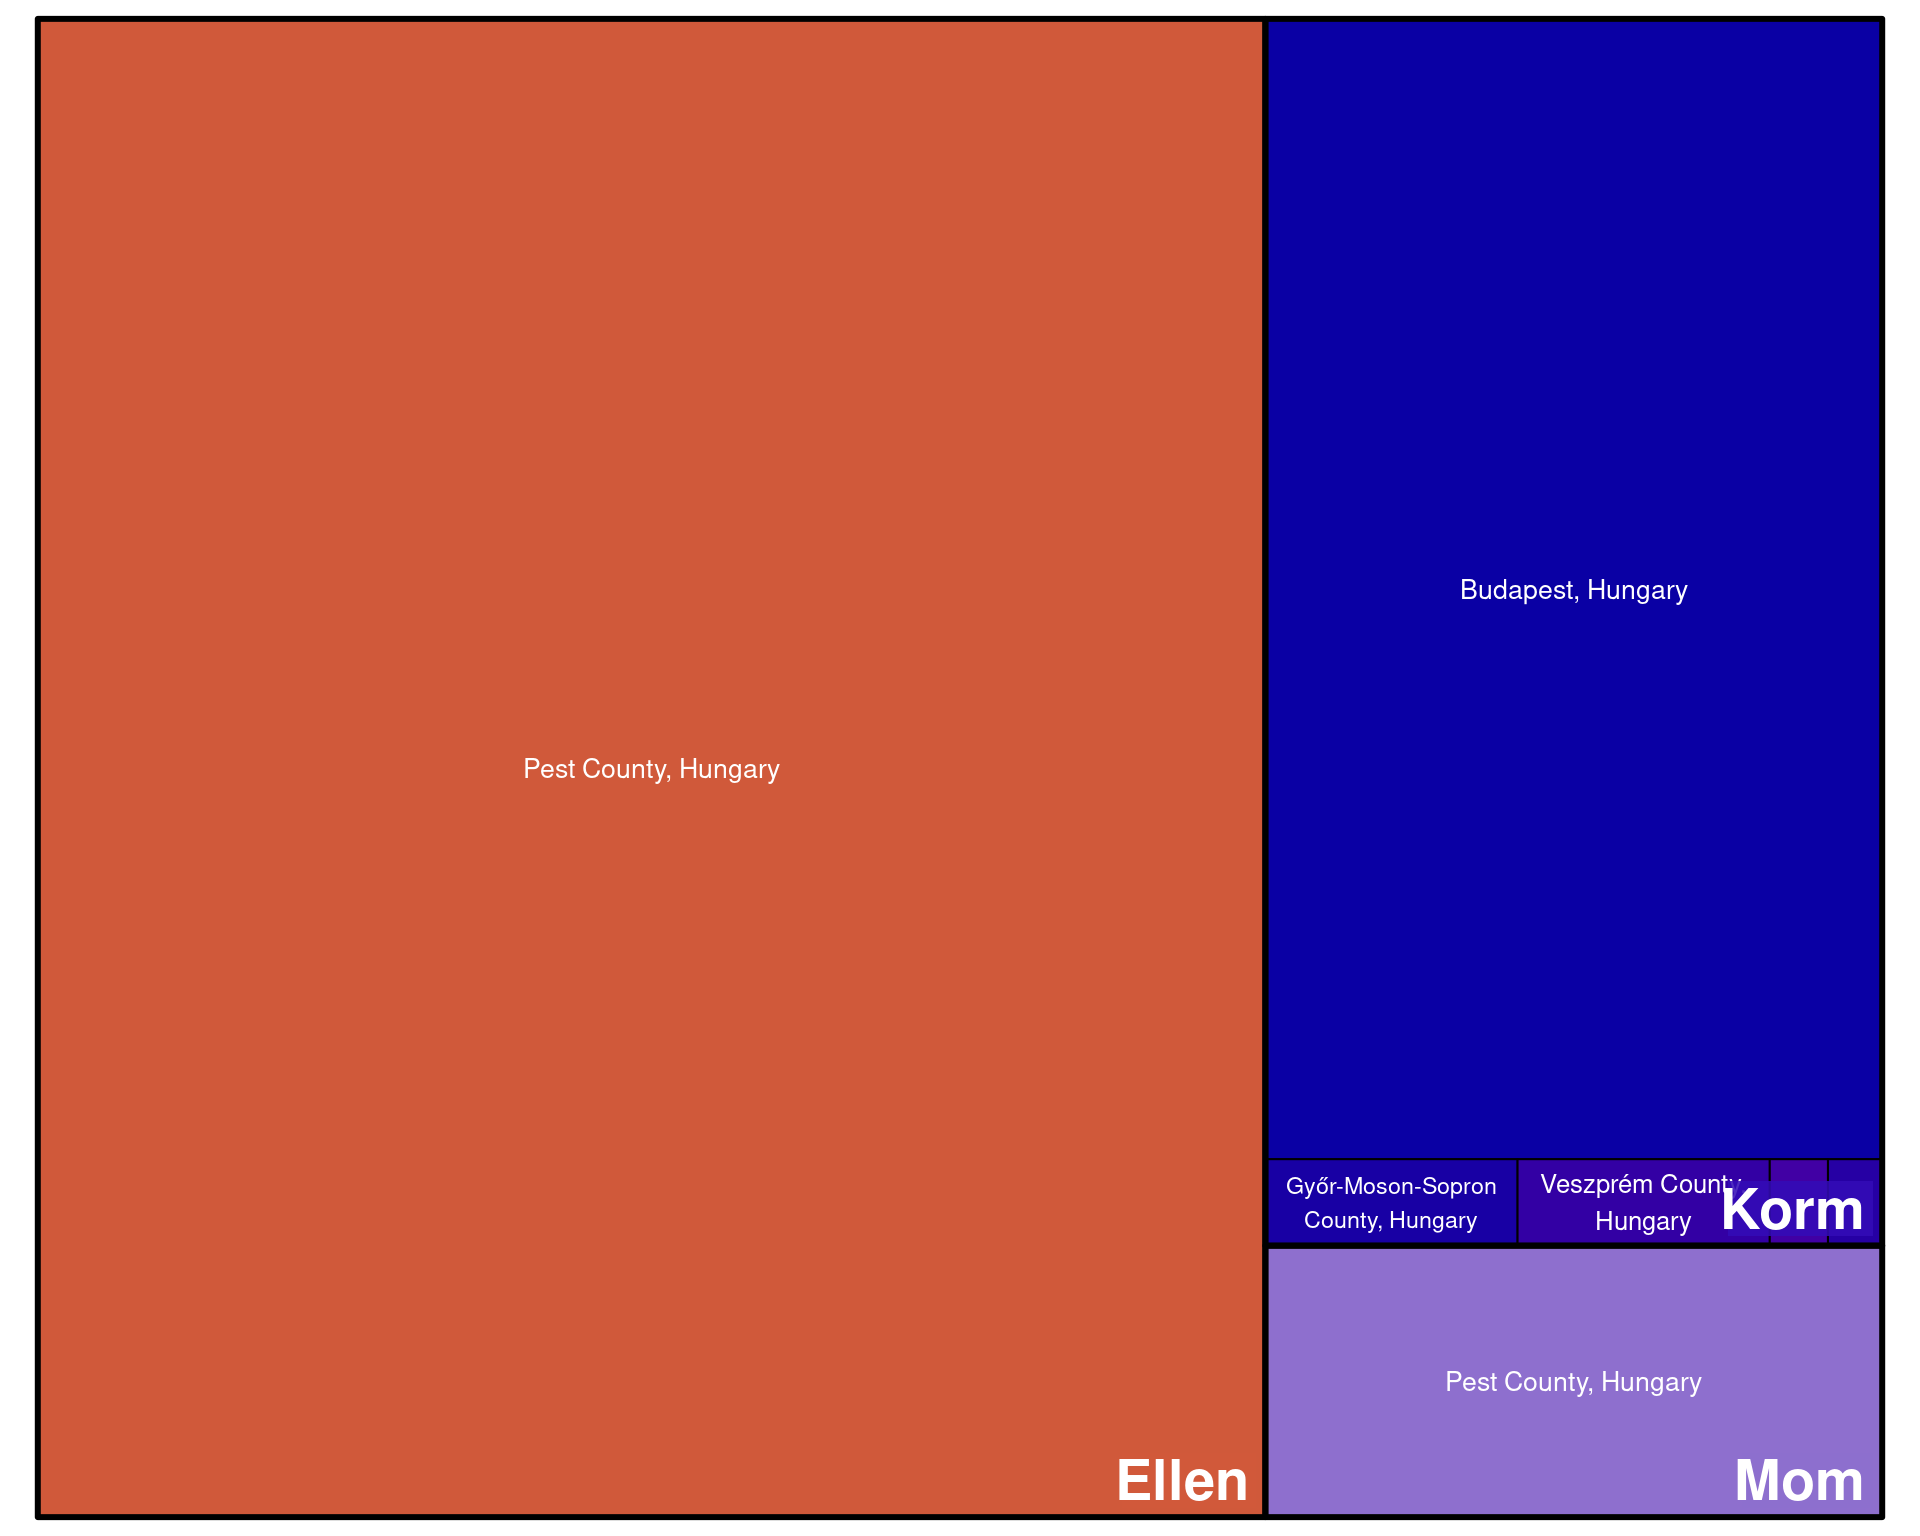 Pest County, Hungary
Ellen
Budapest, Hungary
Győr-Moson-Sopron
County, Hungary
Veszprém County,
Hungary
Korm
Pest County, Hungary
Mom